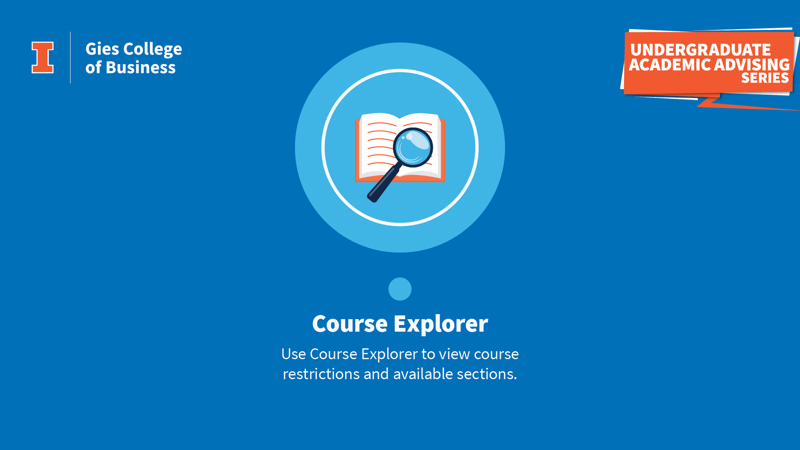 Gies College
of Business
UNDERGRADUATE
ACADEMIC ADVISING
SERIES
Course Explorer
Use Course Explorer to view course
restrictions and available sections.